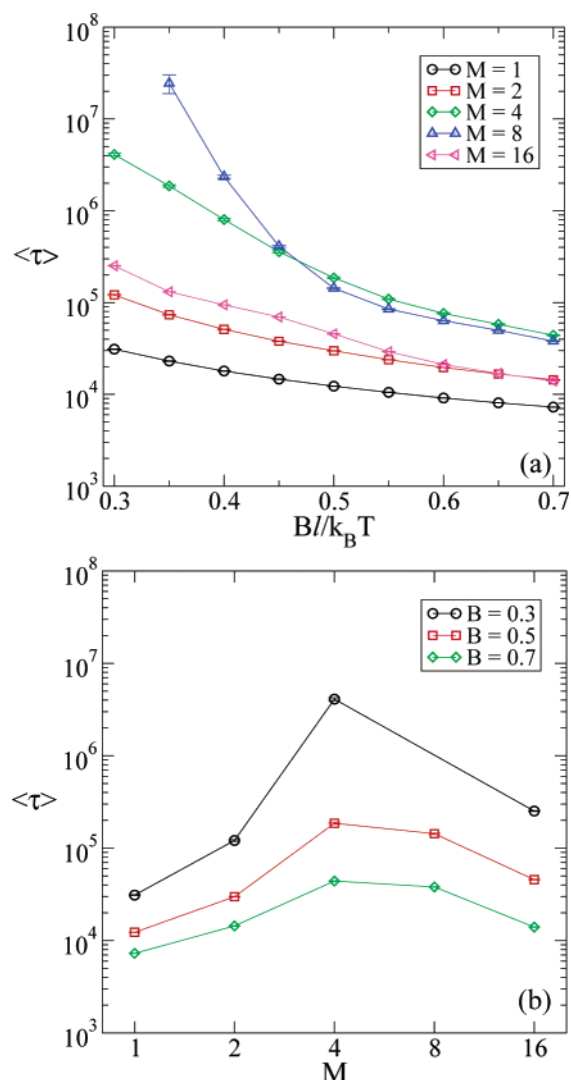 10^8
10^7
10^6
<τ>
10^5
10^4
10^3
M = 1
M = 2
M = 4
M = 8
M = 16
(a)
0.3 0.4 0.5 0.6 0.7
Bl/k_BT
10^8
10^7
10^6
<τ>
10^5
10^4
10^3
B = 0.3
B = 0.5
B = 0.7
(b)
1 2 4 8 16
M